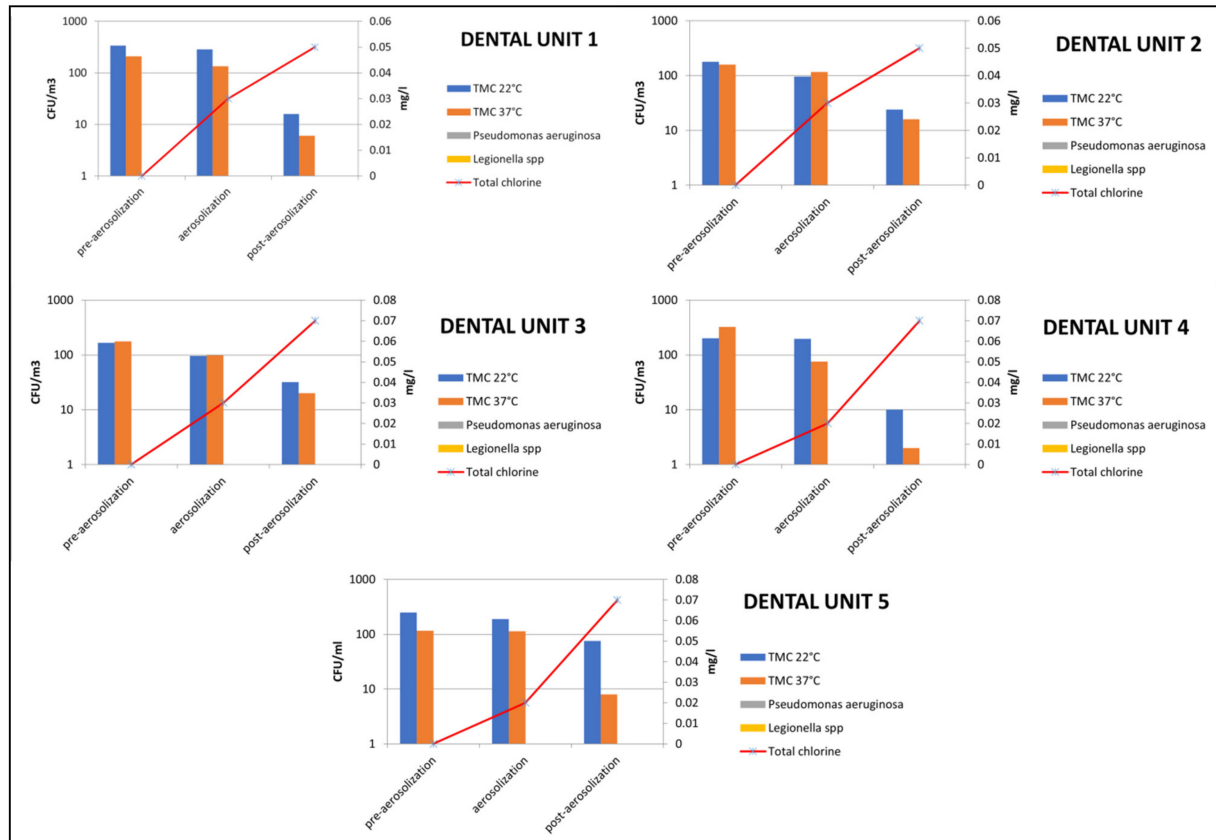 DENTAL UNIT 1
CFU/m3
1000
100
10
1
0.06
0.05
0.04
0.03
0.02
0.01
0
mg/l
pre-aerosolization
aerosolization
post-aerosolization
TMC 22°C
TMC 37°C
Pseudomonas aeruginosa
Legionella spp
Total chlorine
DENTAL UNIT 2
CFU/m3
1000
100
10
1
0.06
0.05
0.04
0.03
0.02
0.01
0
mg/l
pre-aerosolization
aerosolization
post-aerosolization
TMC 22°C
TMC 37°C
Pseudomonas aeruginosa
Legionella spp
Total chlorine
DENTAL UNIT 3
CFU/m3
1000
100
10
1
0.08
0.07
0.06
0.05
0.04
0.03
0.02
0.01
0
mg/l
pre-aerosolization
aerosolization
post-aerosolization
TMC 22°C
TMC 37°C
Pseudomonas aeruginosa
Legionella spp
Total chlorine
DENTAL UNIT 4
CFU/m3
1000
100
10
1
0.08
0.07
0.06
0.05
0.04
0.03
0.02
0.01
0
mg/l
pre-aerosolization
aerosolization
post-aerosolization
TMC 22°C
TMC 37°C
Pseudomonas aeruginosa
Legionella spp
Total chlorine
DENTAL UNIT 5
CFU/ml
1000
100
10
1
0.08
0.07
0.06
0.05
0.04
0.03
0.02
0.01
0
mg/l
pre-aerosolization
aerosolization
post-aerosolization
TMC 22°C
TMC 37°C
Pseudomonas aeruginosa
Legionella spp
Total chlorine